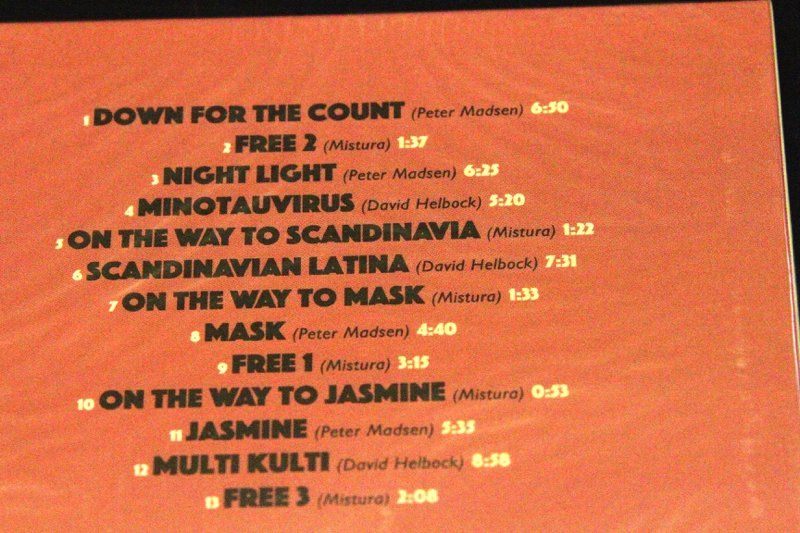 1 DOWN FOR THE COUNT (Peter Madsen) 6:50
2 FREE 2 (Mistura) 1:37
3 NIGHT LIGHT (Peter Madsen) 6:25
4 MINOTAUVIRUS (David Helbock) 5:20
5 ON THE WAY TO SCANDINAVIA (Mistura) 1:22
6 SCANDINAVIAN LATINA (David Helbock) 7:31
7 ON THE WAY TO MASK (Mistura) 1:33
8 MASK (Peter Madsen) 4:40
9 FREE 1 (Mistura) 3:15
10 ON THE WAY TO JASMINE (Mistura) 0:53
11 JASMINE (Peter Madsen) 5:35
12 MULTI KULTI (David Helbock) 8:58
13 FREE 3 (Mistura) 2:08